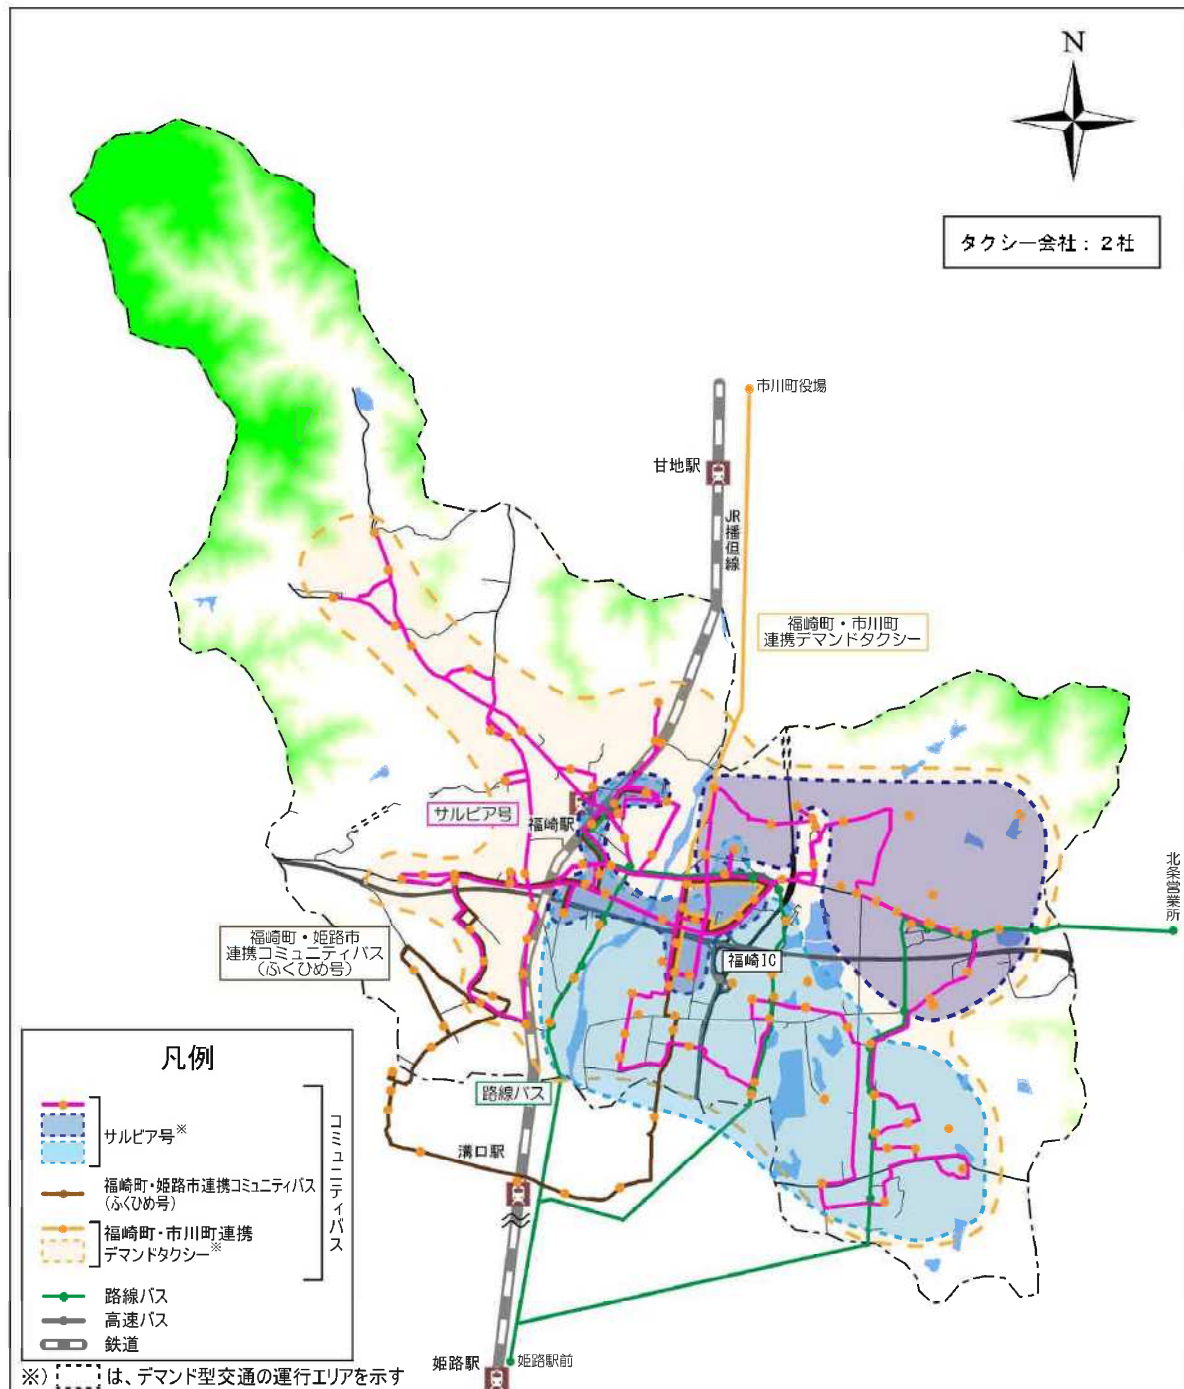 N
タクシー会社：2社
市川町役場
甘地駅
JR播但線
福崎町・市川町
連携デマンドタクシー
サルビア号
福崎駅
北条営業所
福崎町・姫路市
連携コミュニティバス
（ふくひめ号）
福崎IC
路線バス
溝口駅
姫路駅
姫路駅前
凡例
サルビア号※
福崎町・姫路市連携コミュニティバス
（ふくひめ号）
福崎町・市川町連携
デマンドタクシー※
コミュニティバス
路線バス
高速バス
鉄道
※）は、デマンド型交通の運行エリアを示す